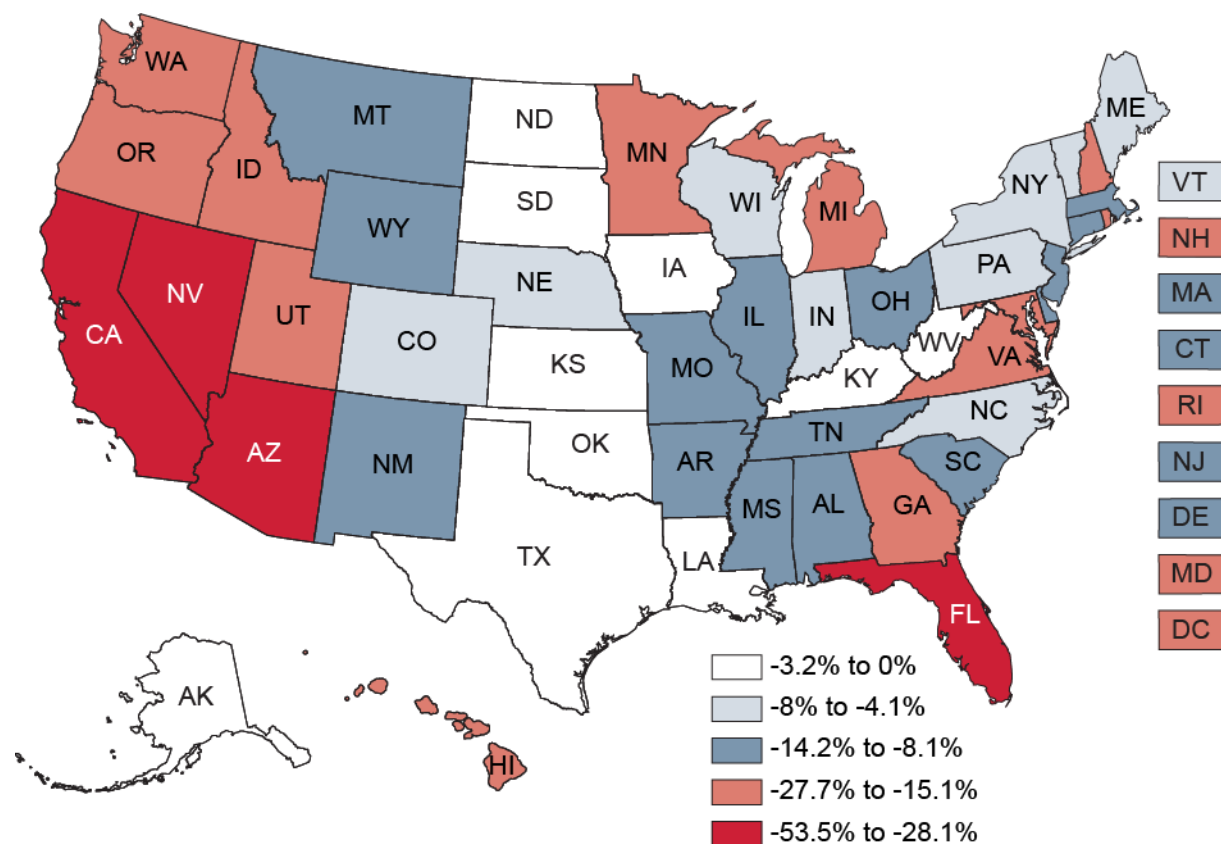 WA
MT
ND
MN
ME
OR
ID
SD
WI
MI
NY
VT
WY
NH
IA
PA
NE
NV
IL
IN
OH
MA
UT
CA
CO
WV
VA
CT
KS
MO
KY
RI
NC
TN
OK
AZ
NM
AR
SC
NJ
MS
AL
GA
DE
TX
LA
MD
FL
DC
AK
HI
-3.2% to 0%
-8% to -4.1%
-14.2% to -8.1%
-27.7% to -15.1%
-53.5% to -28.1%